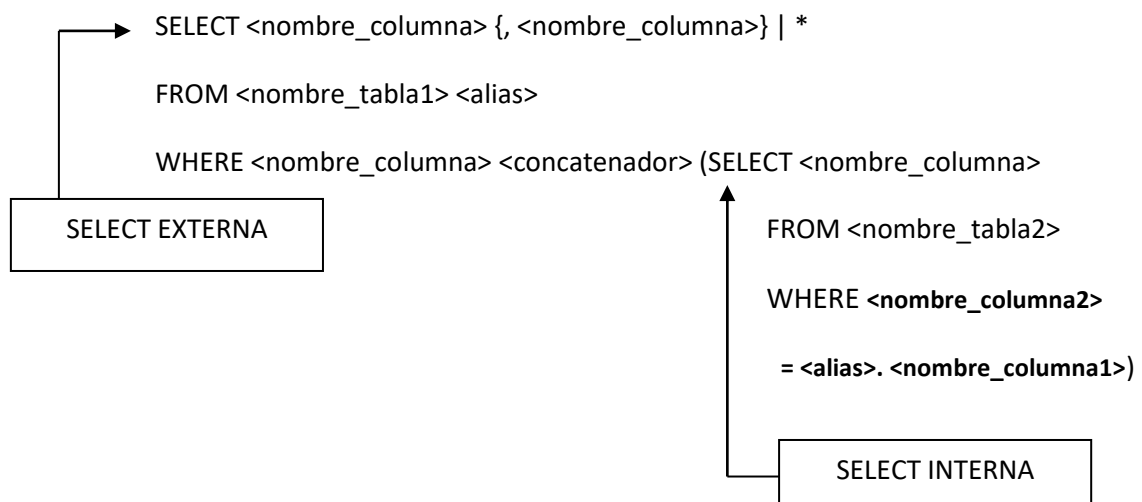 SELECT <nombre_columna> {, <nombre_columna>} | *
FROM <nombre_tabla1> <alias>
WHERE <nombre_columna> <concatenador> (SELECT <nombre_columna>
SELECT EXTERNA
FROM <nombre_tabla2>
WHERE <nombre_columna2>
= <alias>. <nombre_columna1>)
SELECT INTERNA